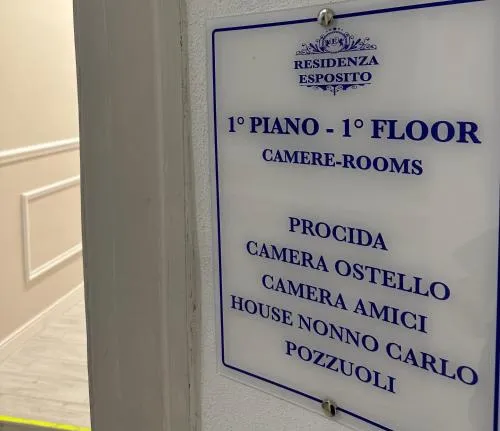 RESIDENZA
ESPOSITO
1° PIANO - 1° FLOOR
CAMERE-ROOMS
PROCIDA
CAMERA OSTELLO
CAMERA AMICI
HOUSE NONNO CARLO
POZZUOLI